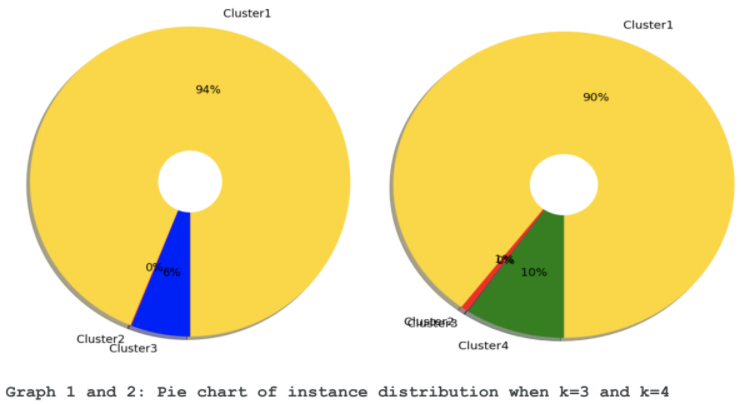 Cluster1
94%
0%
6%
Cluster2
Cluster3
Cluster1
90%
1%
0%
10%
Cluster2
Cluster3
Cluster4
Graph 1 and 2: Pie chart of instance distribution when k=3 and k=4